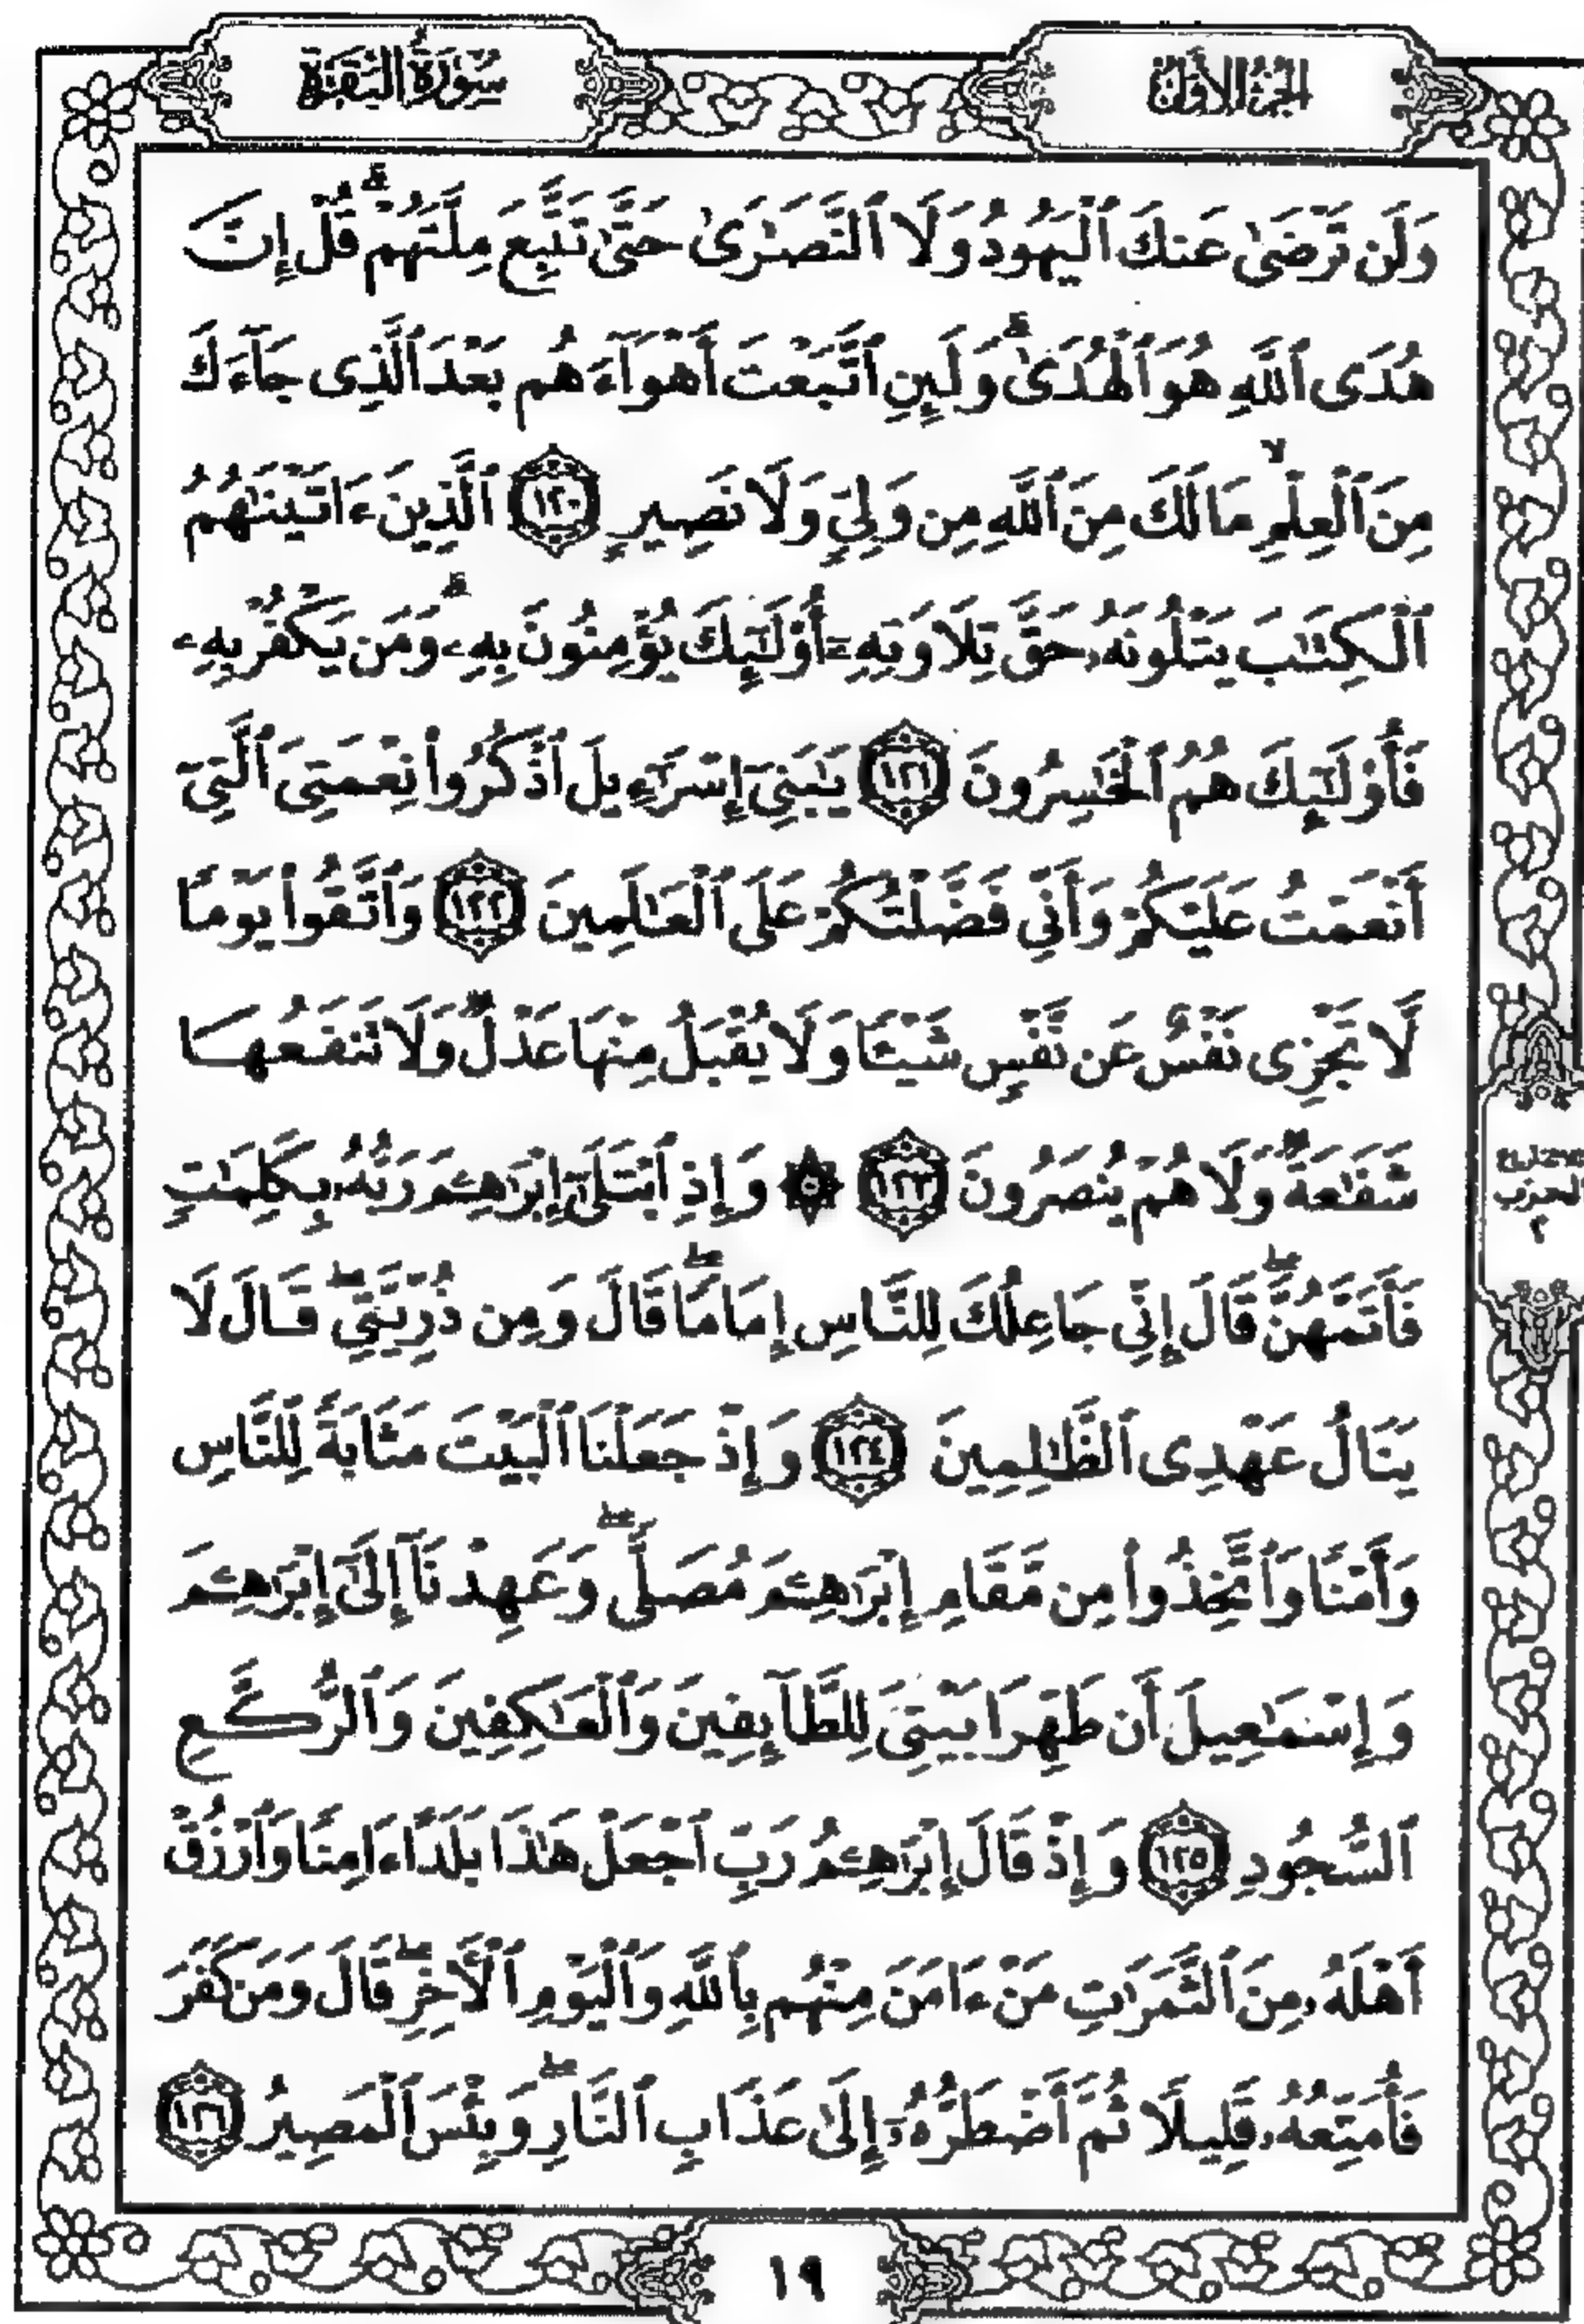 الجزء الأول
سورة البقرة
وَلَن تَرْضَىٰ عَنكَ ٱلْيَهُودُ وَلَا ٱلنَّصَـٰرَىٰ حَتَّىٰ تَتَّبِعَ مِلَّتَهُمْ ۗ قُلْ إِنَّ
هُدَى ٱللَّهِ هُوَ ٱلْهُدَىٰ ۗ وَلَئِنِ ٱتَّبَعْتَ أَهْوَآءَهُم بَعْدَ ٱلَّذِى جَآءَكَ
مِنَ ٱلْعِلْمِ ۙ مَا لَكَ مِنَ ٱللَّهِ مِن وَلِىٍّ وَلَا نَصِيرٍ ١٢٠ ٱلَّذِينَ ءَاتَيْنَـٰهُمُ
ٱلْكِتَـٰبَ يَتْلُونَهُۥ حَقَّ تِلَاوَتِهِۦٓ أُو۟لَـٰٓئِكَ يُؤْمِنُونَ بِهِۦ ۗ وَمَن يَكْفُرْ بِهِۦ
فَأُو۟لَـٰٓئِكَ هُمُ ٱلْخَـٰسِرُونَ ١٢١ يَـٰبَنِىٓ إِسْرَٰٓءِيلَ ٱذْكُرُوا۟ نِعْمَتِىَ ٱلَّتِىٓ
أَنْعَمْتُ عَلَيْكُمْ وَأَنِّى فَضَّلْتُكُمْ عَلَى ٱلْعَـٰلَمِينَ ١٢٢ وَٱتَّقُوا۟ يَوْمًا
لَّا تَجْزِى نَفْسٌ عَن نَّفْسٍ شَيْـًٔا وَلَا يُقْبَلُ مِنْهَا عَدْلٌ وَلَا تَنفَعُهَا
شَفَـٰعَةٌ وَلَا هُمْ يُنصَرُونَ ١٢٣ ۞ وَإِذِ ٱبْتَلَىٰٓ إِبْرَٰهِـۧمَ رَبُّهُۥ بِكَلِمَـٰتٍ
فَأَتَمَّهُنَّ ۖ قَالَ إِنِّى جَاعِلُكَ لِلنَّاسِ إِمَامًا ۖ قَالَ وَمِن ذُرِّيَّتِى ۖ قَالَ لَا
يَنَالُ عَهْدِى ٱلظَّـٰلِمِينَ ١٢٤ وَإِذْ جَعَلْنَا ٱلْبَيْتَ مَثَابَةً لِّلنَّاسِ
وَأَمْنًا وَٱتَّخِذُوا۟ مِن مَّقَامِ إِبْرَٰهِـۧمَ مُصَلًّى ۖ وَعَهِدْنَآ إِلَىٰٓ إِبْرَٰهِـۧمَ
وَإِسْمَـٰعِيلَ أَن طَهِّرَا بَيْتِىَ لِلطَّآئِفِينَ وَٱلْعَـٰكِفِينَ وَٱلرُّكَّعِ
ٱلسُّجُودِ ١٢٥ وَإِذْ قَالَ إِبْرَٰهِـۧمُ رَبِّ ٱجْعَلْ هَـٰذَا بَلَدًا ءَامِنًا وَٱرْزُقْ
أَهْلَهُۥ مِنَ ٱلثَّمَرَٰتِ مَنْ ءَامَنَ مِنْهُم بِٱللَّهِ وَٱلْيَوْمِ ٱلْـَٔاخِرِ ۖ قَالَ وَمَن كَفَرَ
فَأُمَتِّعُهُۥ قَلِيلًا ثُمَّ أَضْطَرُّهُۥٓ إِلَىٰ عَذَابِ ٱلنَّارِ ۖ وَبِئْسَ ٱلْمَصِيرُ ١٢٦
الحزب
٢
١٩